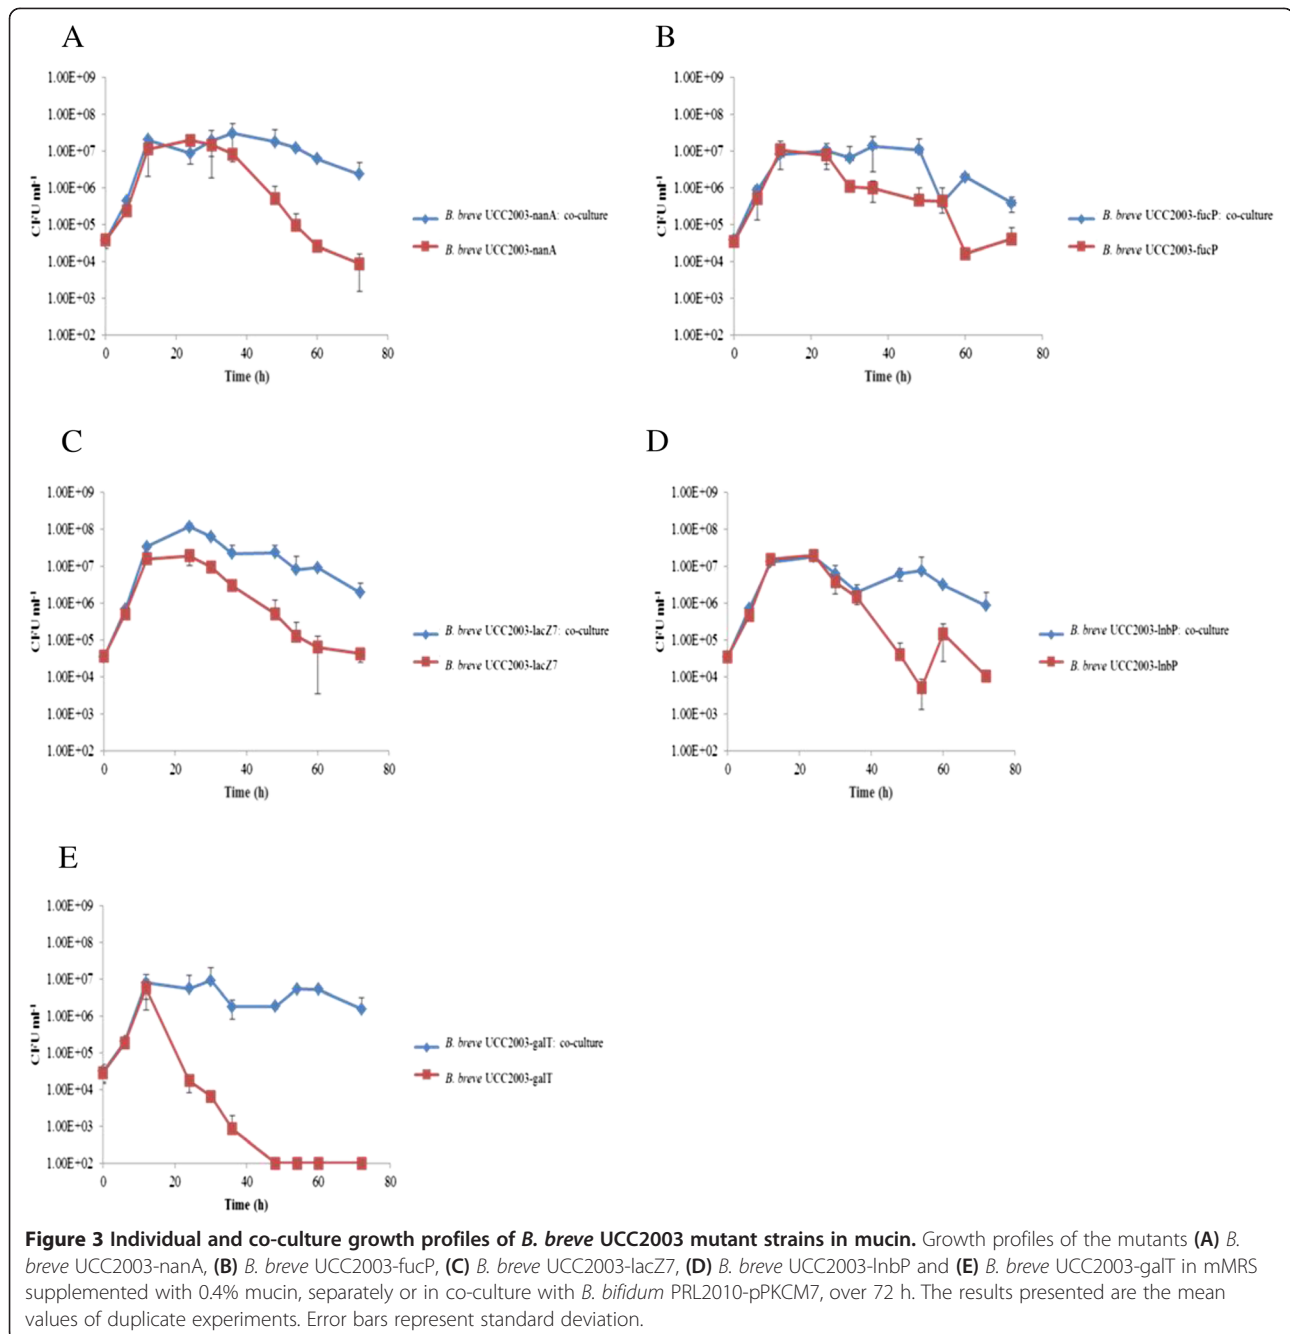 A
1.00E+09
1.00E+08
1.00E+07
1.00E+06
1.00E+05
1.00E+04
1.00E+03
1.00E+02
CFU ml-1
0 20 40 60 80
Time (h)
B. breve UCC2003-nanA: co-culture
B. breve UCC2003-nanA
B
1.00E+09
1.00E+08
1.00E+07
1.00E+06
1.00E+05
1.00E+04
1.00E+03
1.00E+02
CFU ml-1
0 20 40 60 80
Time (h)
B. breve UCC2003-fucP: co-culture
B. breve UCC2003-fucP
C
1.00E+09
1.00E+08
1.00E+07
1.00E+06
1.00E+05
1.00E+04
1.00E+03
1.00E+02
CFU ml-1
0 20 40 60 80
Time (h)
B. breve UCC2003-lacZ7: co-culture
B. breve UCC2003-lacZ7
D
1.00E+09
1.00E+08
1.00E+07
1.00E+06
1.00E+05
1.00E+04
1.00E+03
1.00E+02
CFU ml-1
0 20 40 60 80
Time (h)
B. breve UCC2003-lnbP: co-culture
B. breve UCC2003-lnbP
E
1.00E+09
1.00E+08
1.00E+07
1.00E+06
1.00E+05
1.00E+04
1.00E+03
1.00E+02
CFU ml-1
0 20 40 60 80
Time (h)
B. breve UCC2003-galT: co-culture
B. breve UCC2003-galT
Figure 3 Individual and co-culture growth profiles of B. breve UCC2003 mutant strains in mucin. Growth profiles of the mutants (A) B.
breve UCC2003-nanA, (B) B. breve UCC2003-fucP, (C) B. breve UCC2003-lacZ7, (D) B. breve UCC2003-lnbP and (E) B. breve UCC2003-galT in mMRS
supplemented with 0.4% mucin, separately or in co-culture with B. bifidum PRL2010-pPKCM7, over 72 h. The results presented are the mean
values of duplicate experiments. Error bars represent standard deviation.